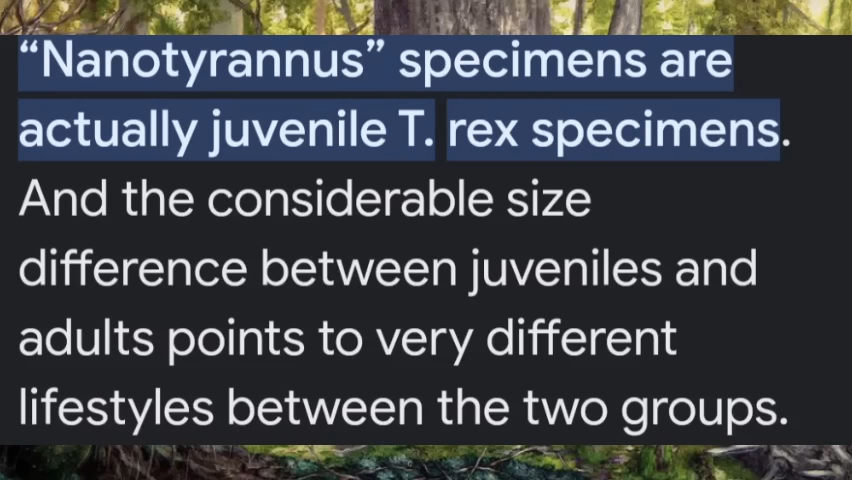 “Nanotyrannus” specimens are
actually juvenile T. rex specimens.
And the considerable size
difference between juveniles and
adults points to very different
lifestyles between the two groups.